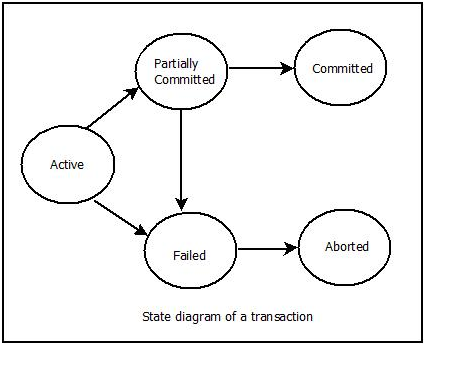 Partially
Committed
Committed
Active
Failed
Aborted
State diagram of a transaction